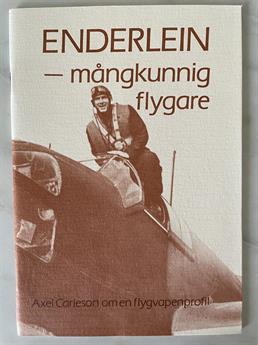 ENDERLEIN
– mångkunnig
flygare
Axel Carleson om en flygvapenprofil